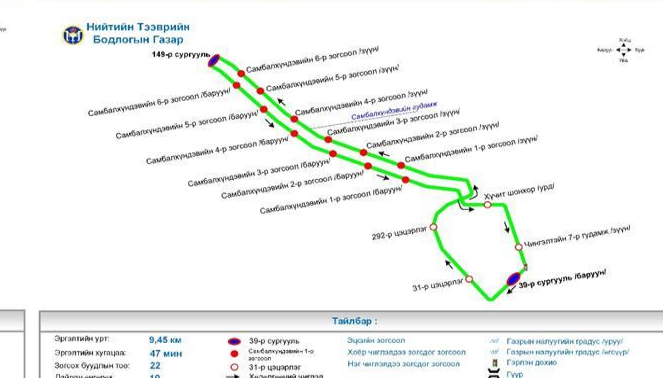 Нийтийн Тээврийн
Бодлогын Газар
149-р сургууль
Самбалхүндэвийн 6-р зогсоол /зүүн/
Самбалхүндэвийн 5-р зогсоол /зүүн/
Самбалхүндэвийн 4-р зогсоол /зүүн/
Самбалхүндэвийн гудамж
Самбалхүндэвийн 3-р зогсоол /зүүн/
Самбалхүндэвийн 2-р зогсоол /зүүн/
Самбалхүндэвийн 1-р зогсоол /зүүн/
Самбалхүндэвийн 6-р зогсоол /баруун/
Самбалхүндэвийн 5-р зогсоол /баруун/
Самбалхүндэвийн 4-р зогсоол /баруун/
Самбалхүндэвийн 3-р зогсоол /баруун/
Самбалхүндэвийн 2-р зогсоол /баруун/
Самбалхүндэвийн 1-р зогсоол /баруун/
Хүчит шонхор /урд/
292-р цэцэрлэг
Чингэлтэйн 7-р гудамж /зүүн/
31-р цэцэрлэг
39-р сургууль /баруун/
Тайлбар :
Эргэлтийн урт: 9,45 км
Эргэлтийн хугацаа: 47 мин
Зогсох буудлын тоо: 22
39-р сургууль
Самбалхүндэвийн 1-р
зогсоол
31-р цэцэрлэг
Эцсийн зогсоол
Хоёр чиглэлдээ зогсдог зогсоол
Нэг чиглэлдээ зогсдог зогсоол
Газрын налуугийн градус /уруу/
Газрын налуугийн градус /өгсүүр/
Гэрлэн дохио
Гүүр